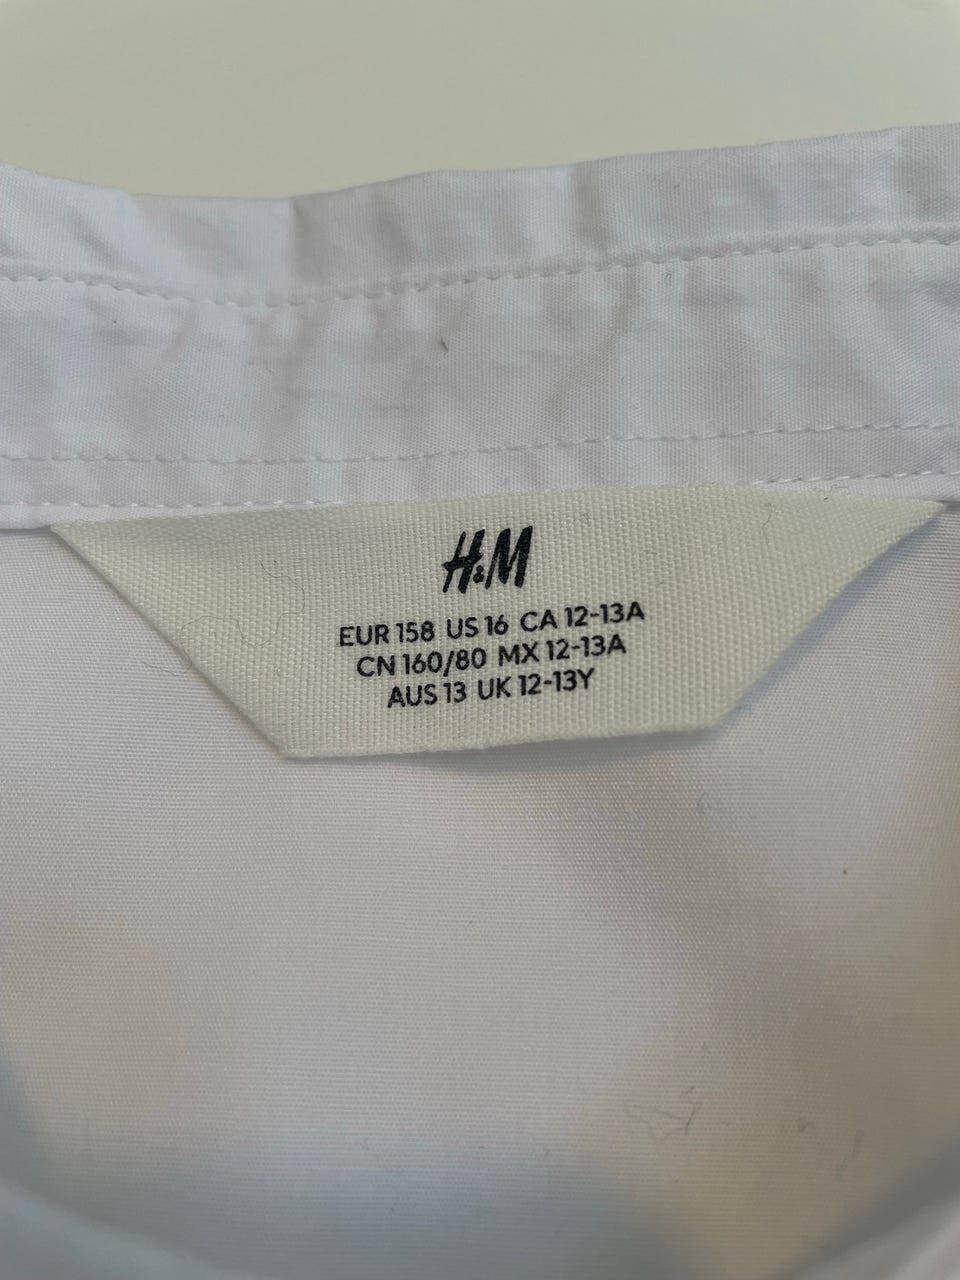 H&M
EUR 158 US 16 CA 12-13A
CN 160/80 MX 12-13A
AUS 13 UK 12-13Y